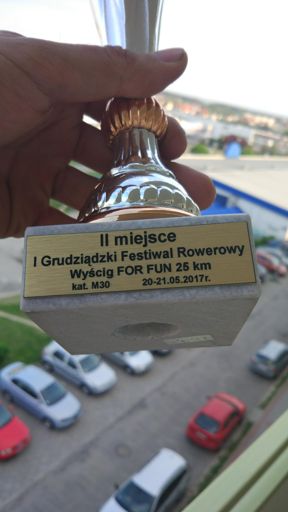 II miejsce
I Grudziądzki Festiwal Rowerowy
Wyścig FOR FUN 25 km
kat. M30 20-21.05.2017r.